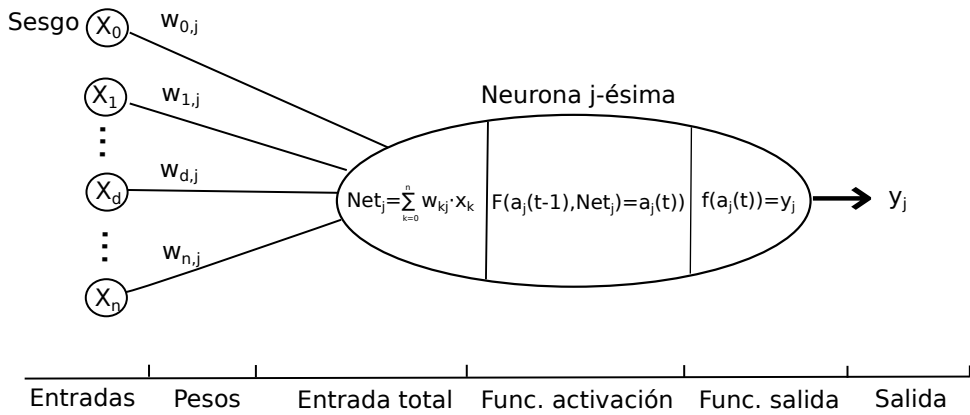 Sesgo X0 w0,j
Neurona j-ésima
X1 w1,j
Xd wd,j
Netj=∑k=0n wkj·xk F(aj(t-1),Netj)=aj(t)) f(aj(t))=yj yj
Xn wn,j
Entradas Pesos Entrada total Func. activación Func. salida Salida